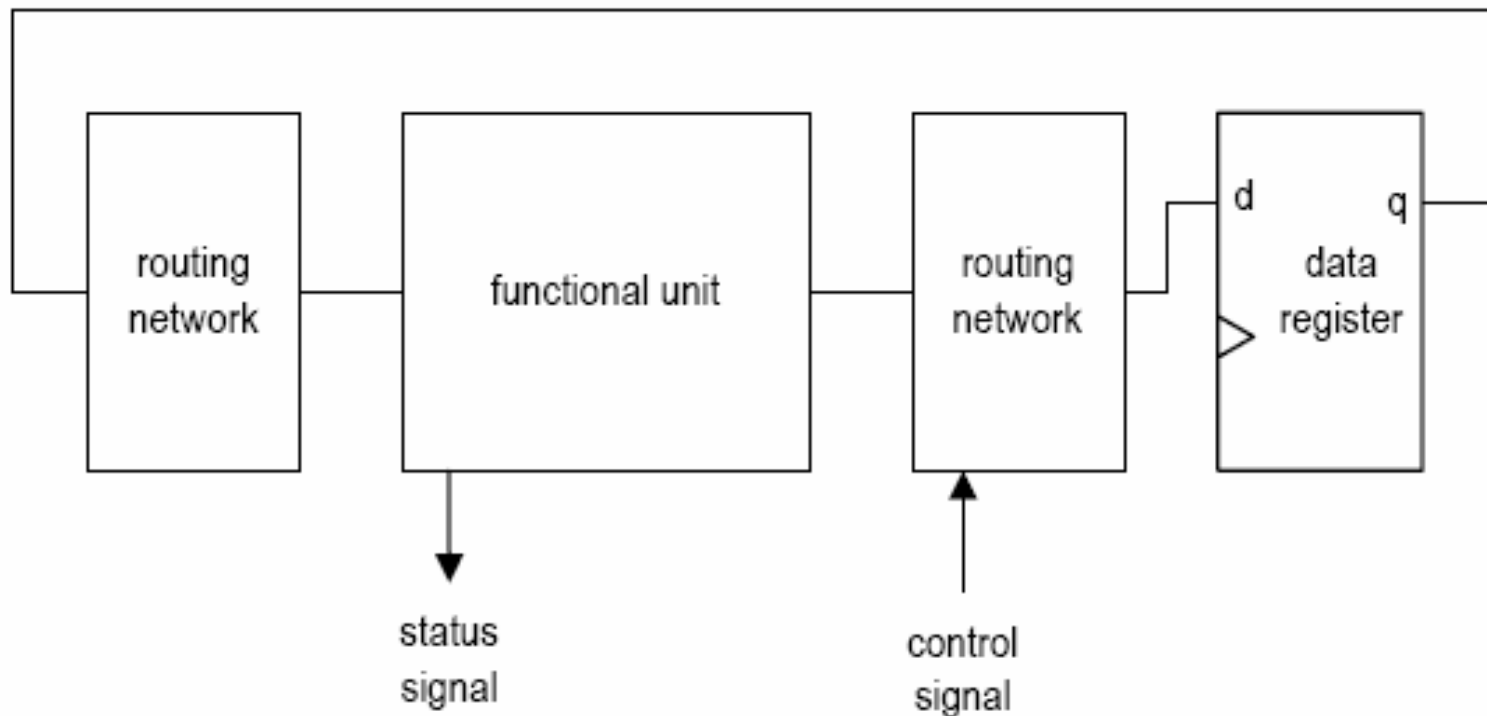 routing
network
functional unit
routing
network
d
q
data
register
status
signal
control
signal